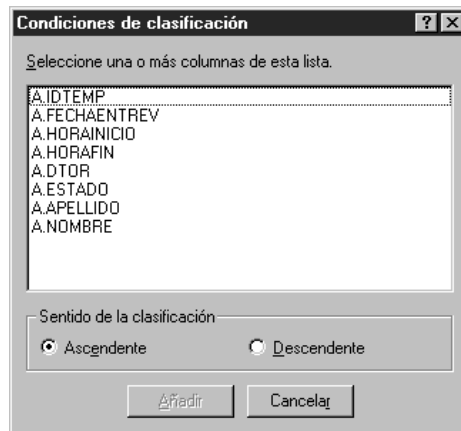 Condiciones de clasificación
Seleccione una o más columnas de esta lista.
A.IDTEMP
A.FECHAENTREV
A.HORAINICIO
A.HORAFIN
A.DTOR
A.ESTADO
A.APELLIDO
A.NOMBRE
Sentido de la clasificación
Ascendente Descendente
Añadir Cancelar